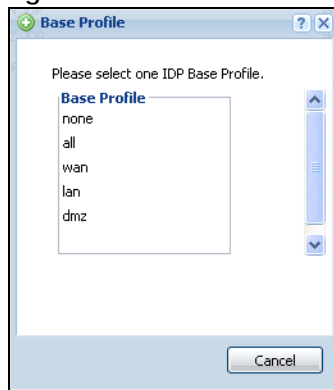 Base Profile
Please select one IDP Base Profile.
Base Profile
none
all
wan
lan
dmz
Cancel